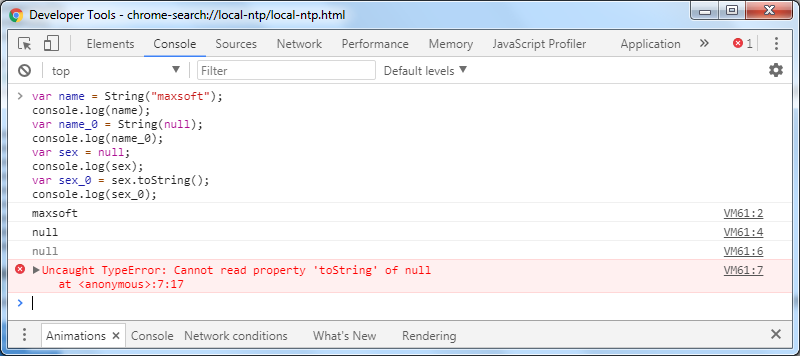 Developer Tools - chrome-search://local-ntp/local-ntp.html
Elements Console Sources Network Performance Memory JavaScript Profiler Application » 1
top ▼ Filter Default levels ▼
> var name = String("maxsoft");
console.log(name);
var name_0 = String(null);
console.log(name_0);
var sex = null;
console.log(sex);
var sex_0 = sex.toString();
console.log(sex_0);
maxsoft VM61:2
null VM61:4
null VM61:6
▶Uncaught TypeError: Cannot read property 'toString' of null VM61:7
at <anonymous>:7:17
>
Animations × Console Network conditions What's New Rendering ×